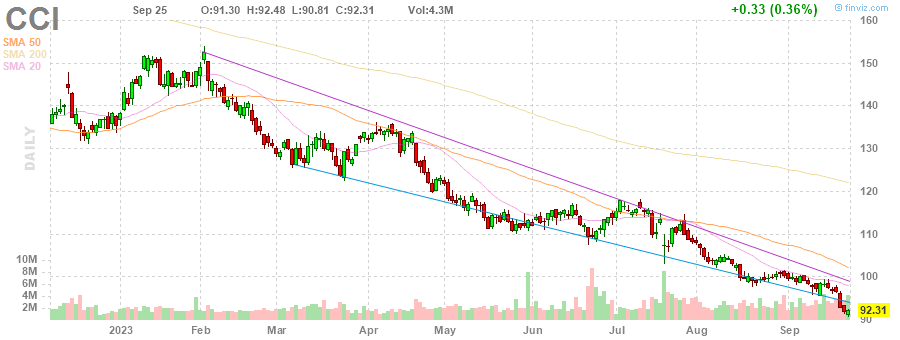 CCI
Sep 25 O:91.30 H:92.48 L:90.81 C:92.31 Vol:4.3M +0.33 (0.36%)
© finviz.com
SMA 50
SMA 200
SMA 20
DAILY
160
150
140
130
120
110
100
90
92.31
10M
8M
6M
4M
2M
2023 Feb Mar Apr May Jun Jul Aug Sep